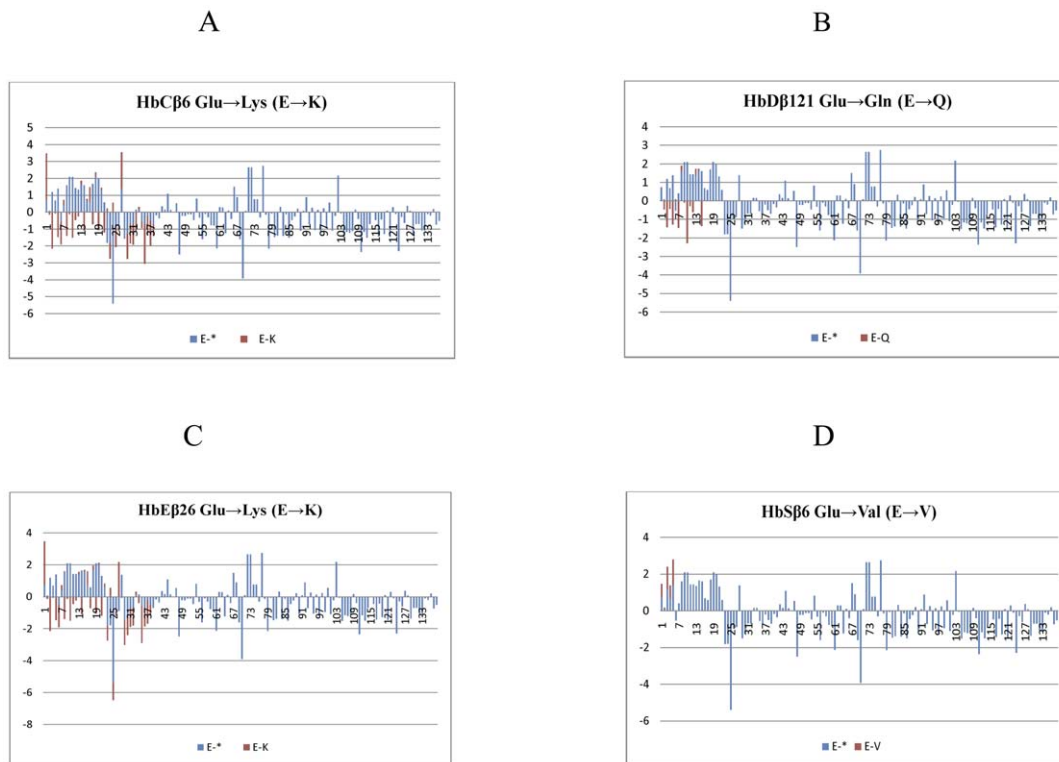 A
HbCβ6 Glu→Lys (E→K)
5
4
3
2
1
0
-1
-2
-3
-4
-5
-6
1 7 13 19 25 31 37 43 49 55 61 67 73 79 85 91 97 103 109 115 121 127 133
E-* E-K
B
HbDβ121 Glu→Gln (E→Q)
4
3
2
1
0
-1
-2
-3
-4
-5
-6
1 7 13 19 25 31 37 43 49 55 61 67 73 79 85 91 97 103 109 115 121 127 133
E-* E-Q
C
HbEβ26 Glu→Lys (E→K)
4
2
0
-2
-4
-6
-8
1 7 13 19 25 31 37 43 49 55 61 67 73 79 85 91 97 103 109 115 121 127 133
E-* E-K
D
HbSβ6 Glu→Val (E→V)
4
2
0
-2
-4
-6
1 7 13 19 25 31 37 43 49 55 61 67 73 79 85 91 97 103 109 115 121 127 133
E-* E-V